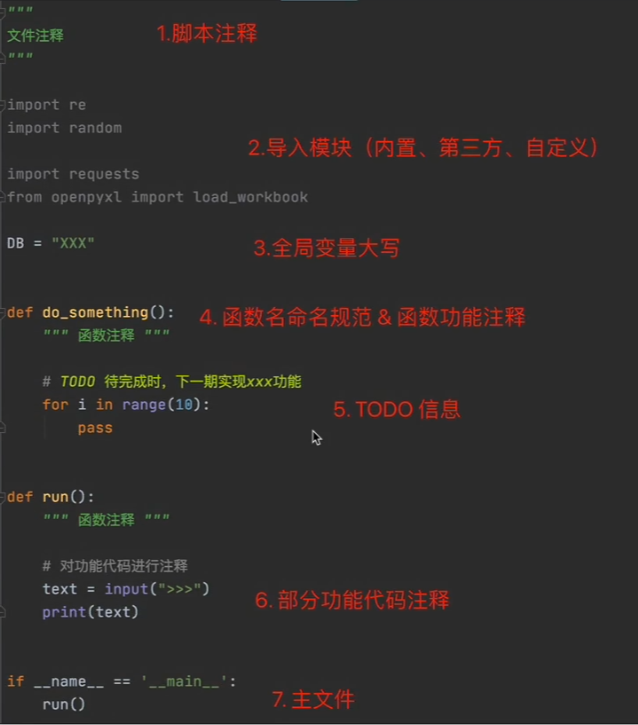 """
文件注释 1.脚本注释
"""
import re
import random
2.导入模块（内置、第三方、自定义）
import requests
from openpyxl import load_workbook
DB = "XXX" 3.全局变量大写
def do_something(): 4. 函数名命名规范 & 函数功能注释
""" 函数注释 """
# TODO 待完成时，下一期实现xxx功能
for i in range(10): 5. TODO 信息
pass
def run():
""" 函数注释 """
# 对功能代码进行注释
text = input(">>>") 6. 部分功能代码注释
print(text)
if __name__ == '__main__':
run() 7. 主文件